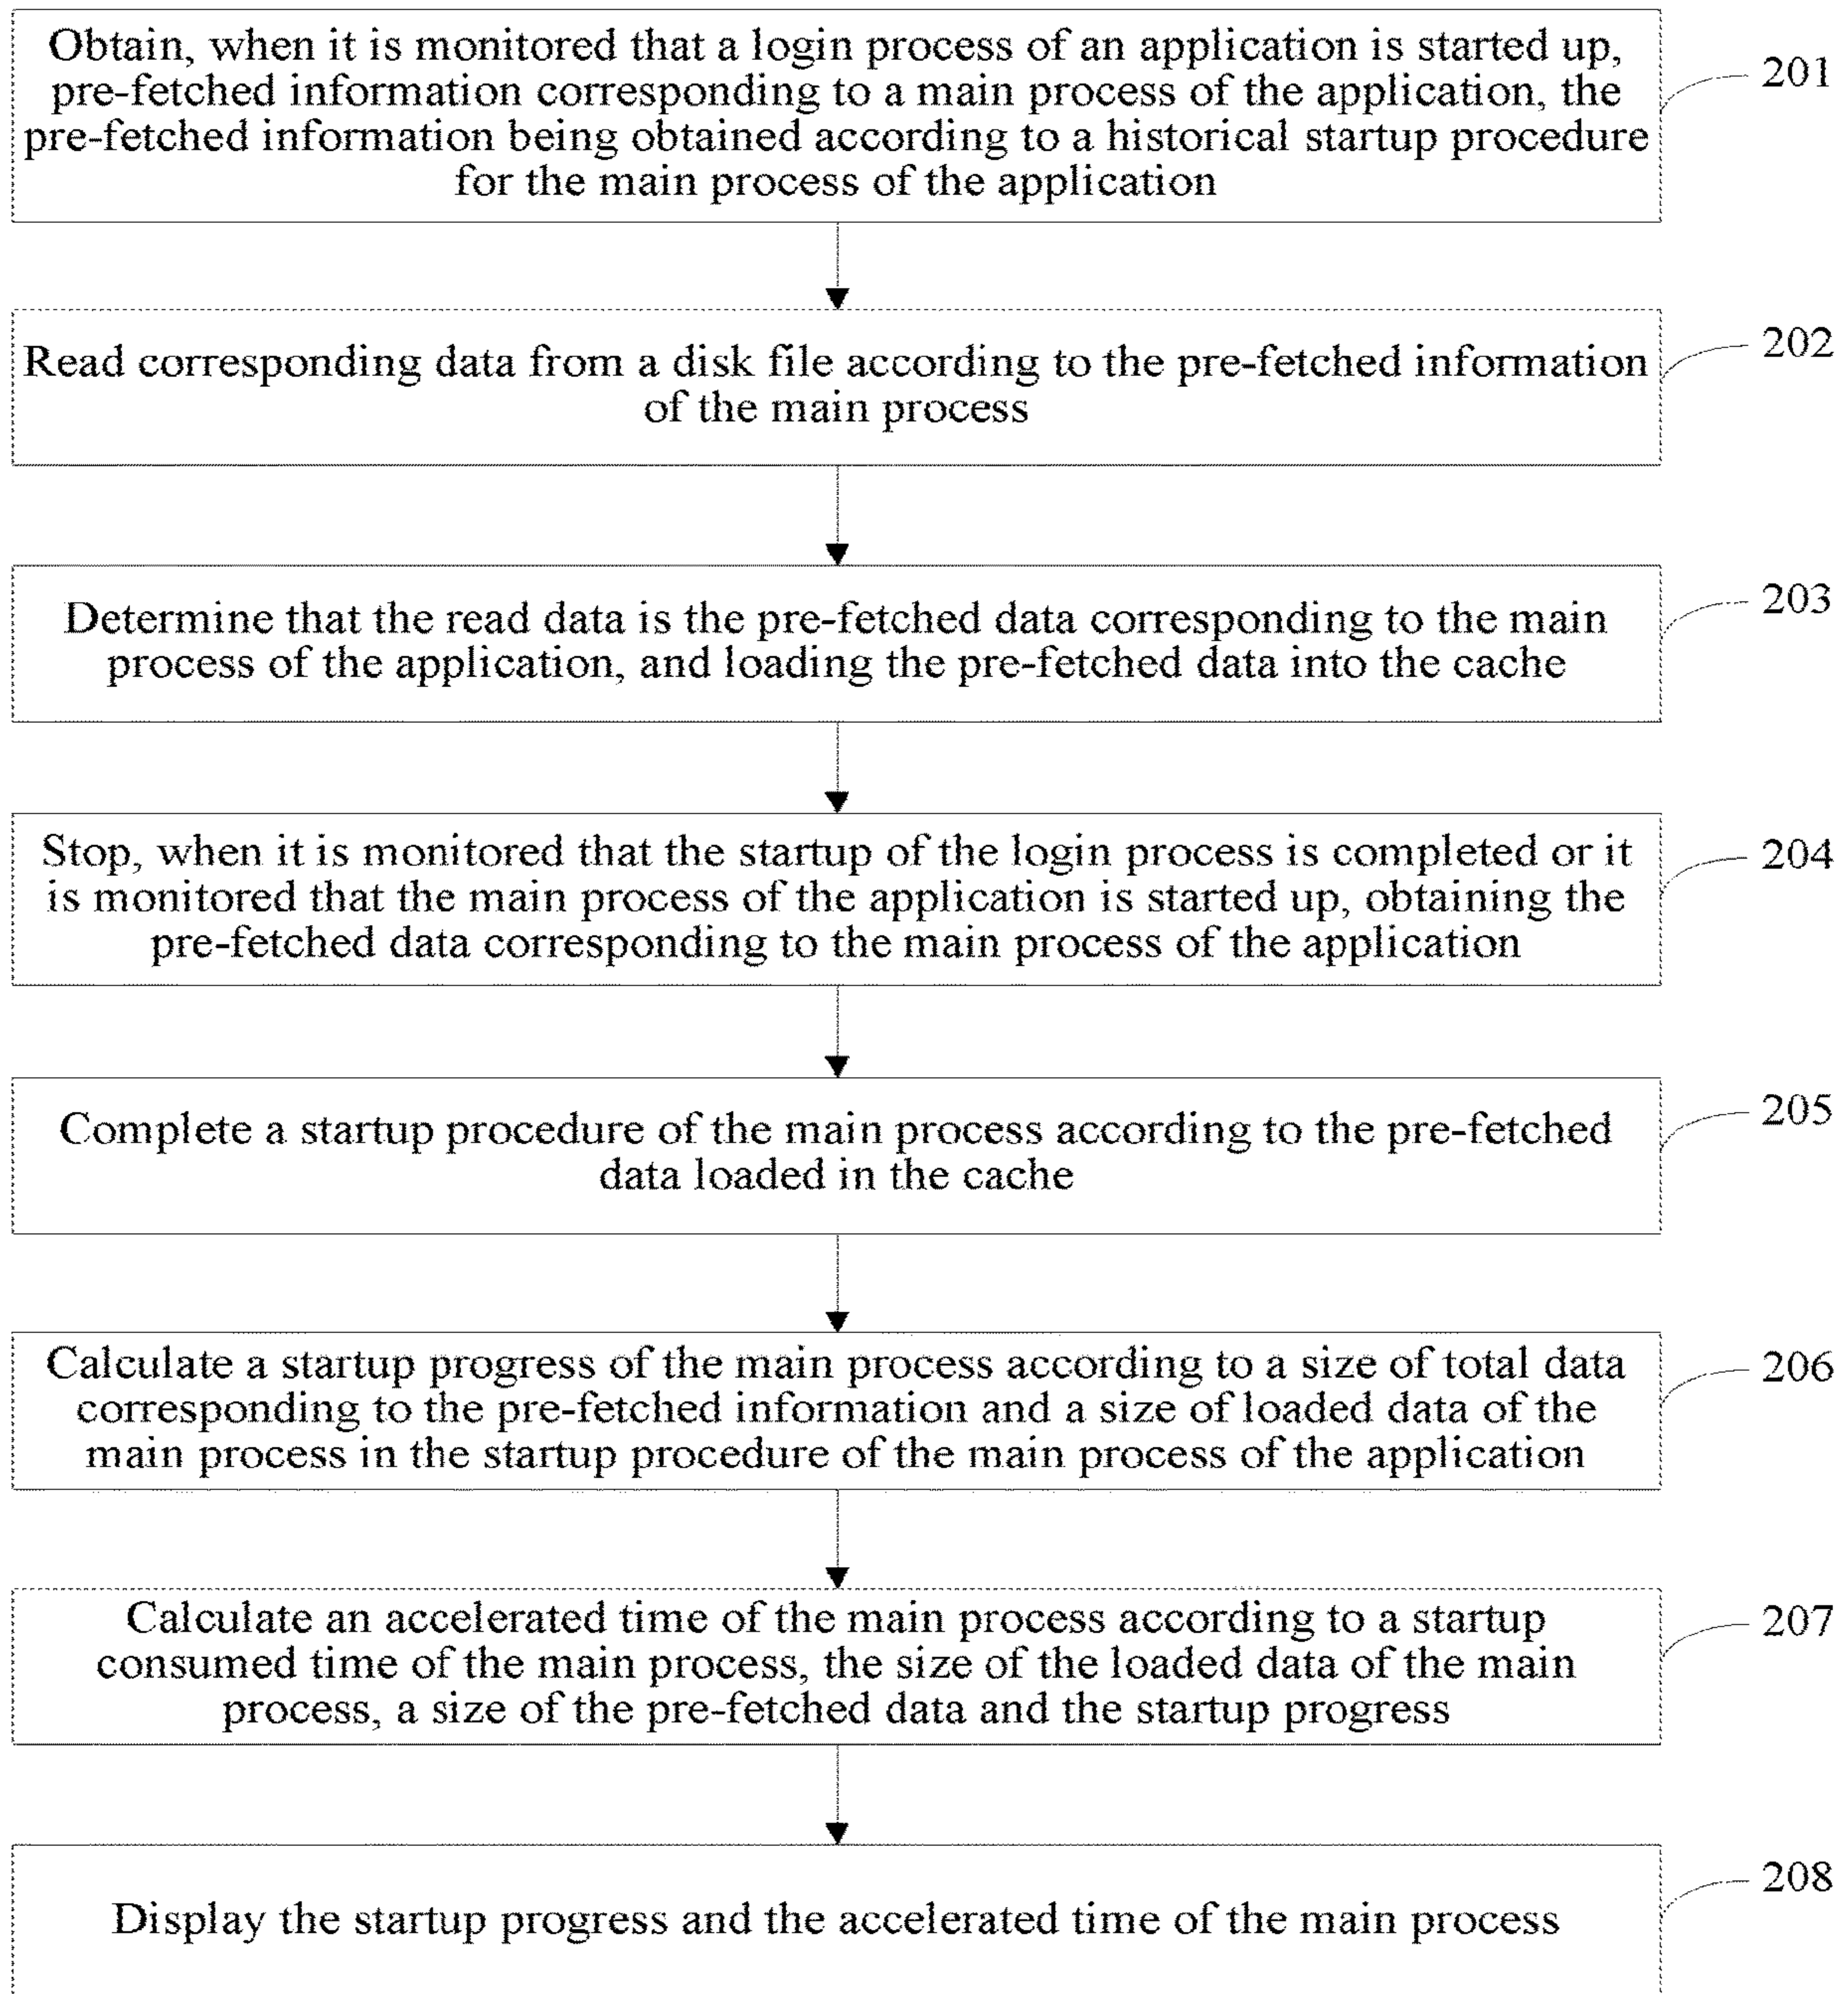 Obtain, when it is monitored that a login process of an application is started up,
pre-fetched information corresponding to a main process of the application, the
pre-fetched information being obtained according to a historical startup procedure
for the main process of the application
201
Read corresponding data from a disk file according to the pre-fetched information
of the main process
202
Determine that the read data is the pre-fetched data corresponding to the main
process of the application, and loading the pre-fetched data into the cache
203
Stop, when it is monitored that the startup of the login process is completed or it
is monitored that the main process of the application is started up, obtaining the
pre-fetched data corresponding to the main process of the application
204
Complete a startup procedure of the main process according to the pre-fetched
data loaded in the cache
205
Calculate a startup progress of the main process according to a size of total data
corresponding to the pre-fetched information and a size of loaded data of the
main process in the startup procedure of the main process of the application
206
Calculate an accelerated time of the main process according to a startup
consumed time of the main process, the size of the loaded data of the main
process, a size of the pre-fetched data and the startup progress
207
Display the startup progress and the accelerated time of the main process
208